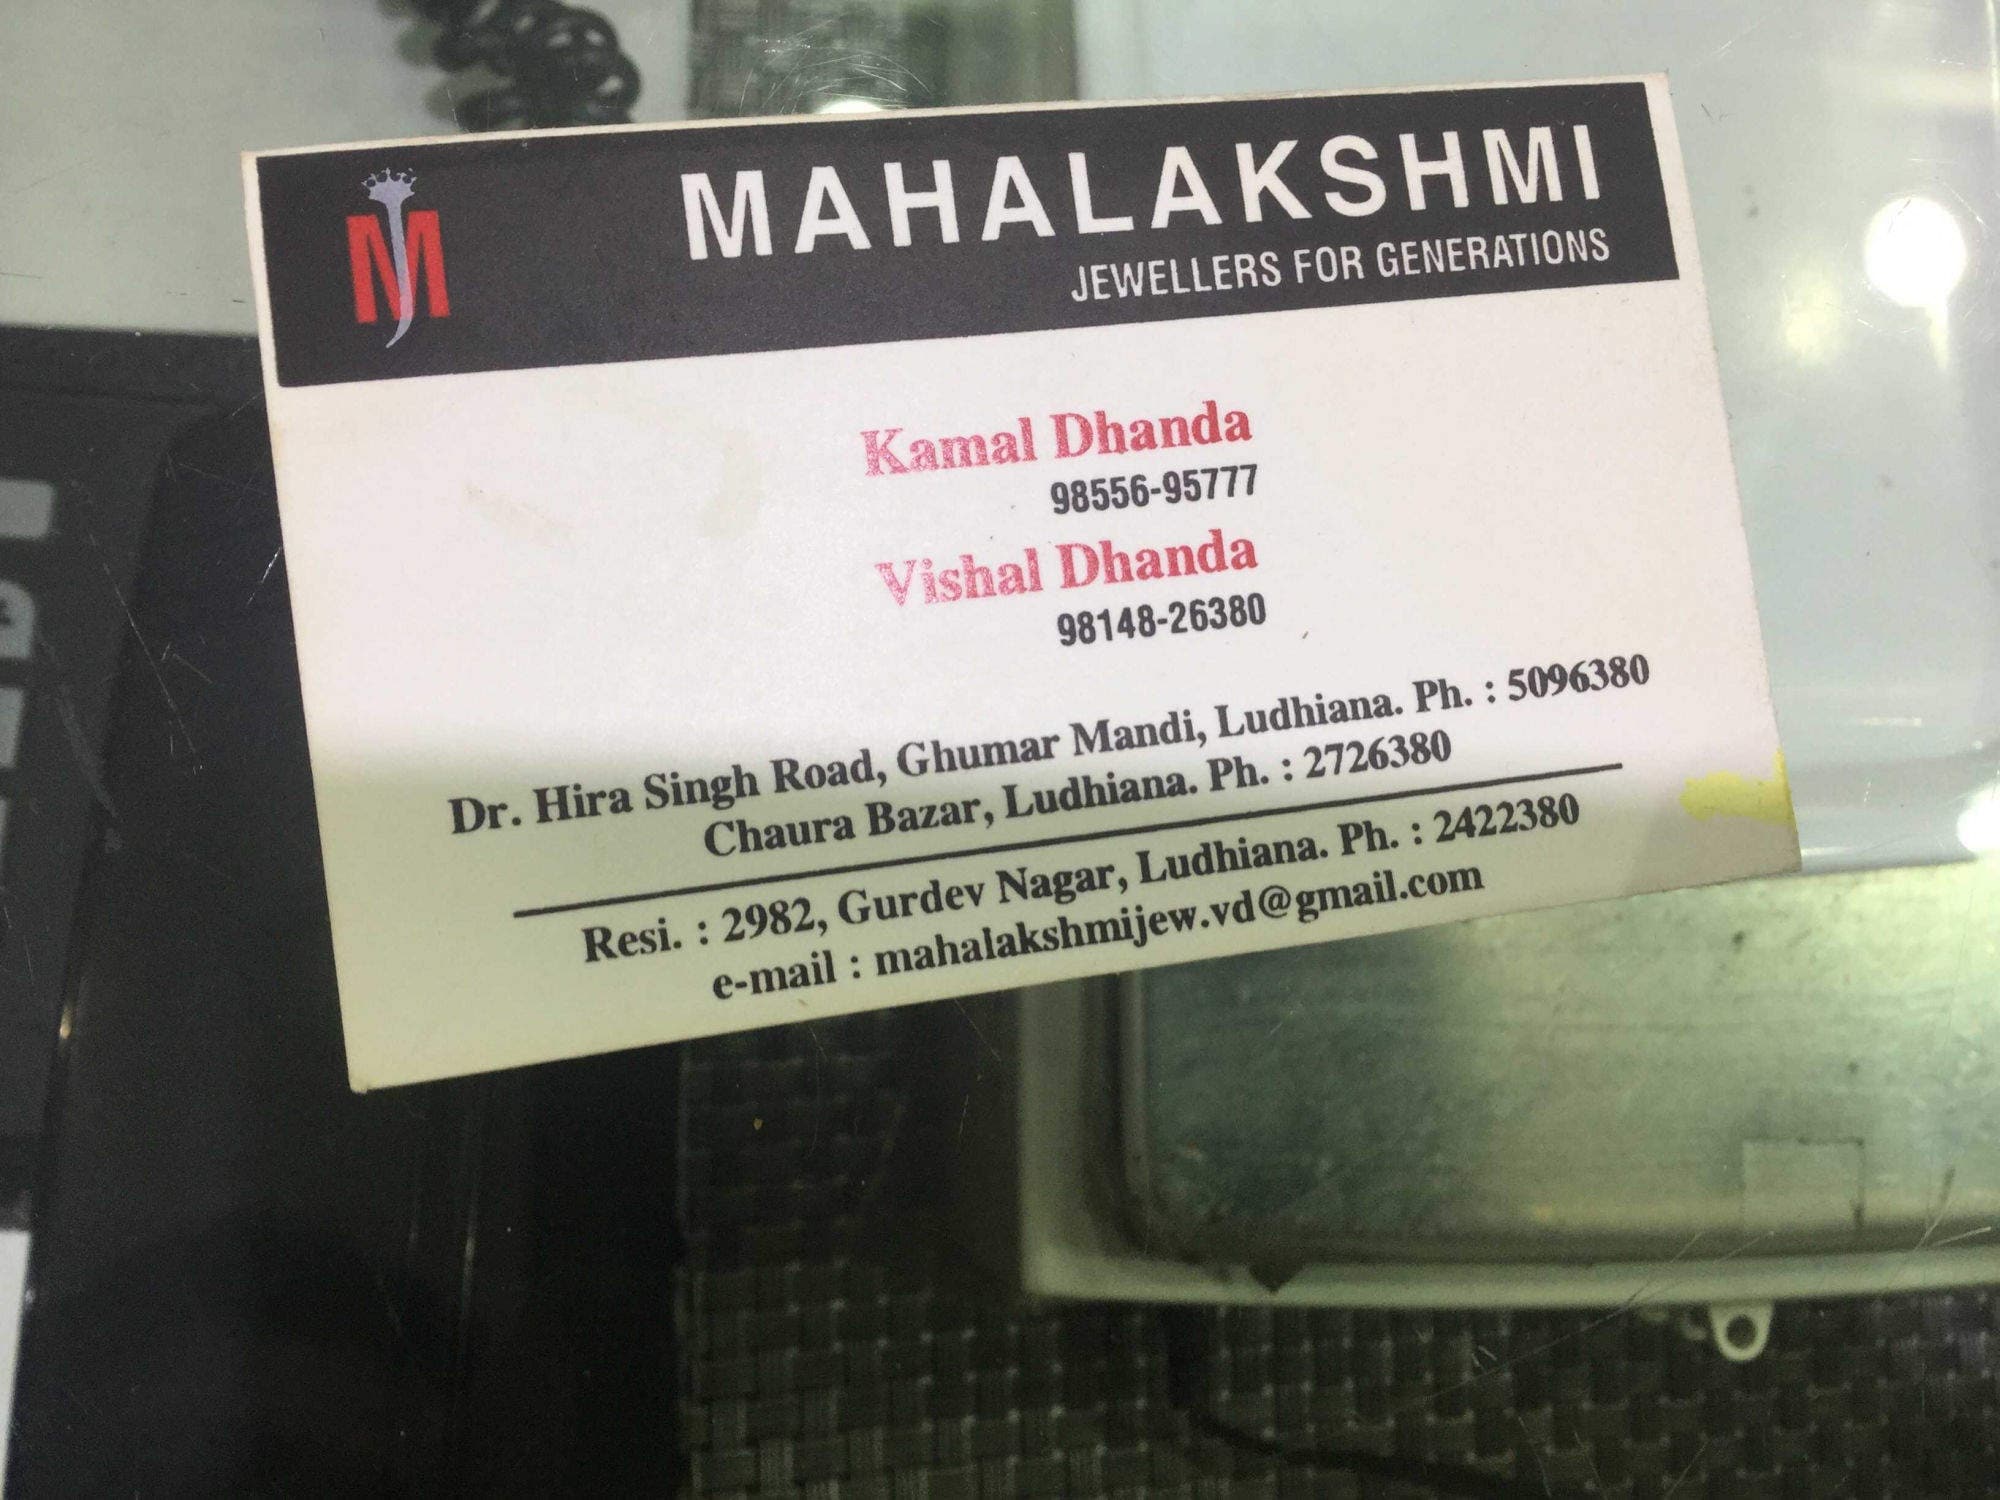 MJ
MAHALAKSHMI
JEWELLERS FOR GENERATIONS
Kamal Dhanda
98556-95777
Vishal Dhanda
98148-26380
Dr. Hira Singh Road, Ghumar Mandi, Ludhiana. Ph. : 5096380
Chaura Bazar, Ludhiana. Ph. : 2726380
Resi. : 2982, Gurdev Nagar, Ludhiana. Ph. : 2422380
e-mail : mahalakshmijew.vd@gmail.com